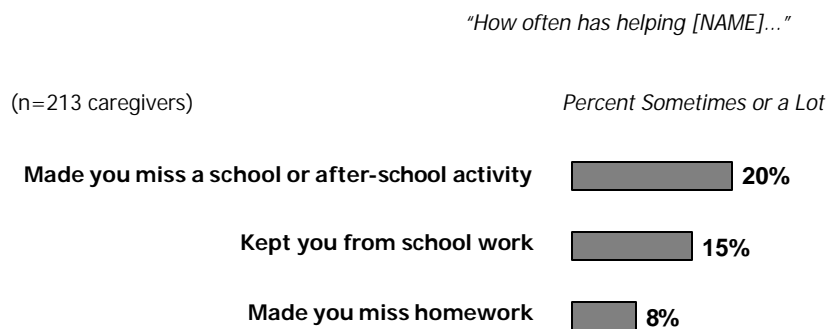 “How often has helping [NAME]…”
(n=213 caregivers) Percent Sometimes or a Lot
Made you miss a school or after-school activity 20%
Kept you from school work 15%
Made you miss homework 8%